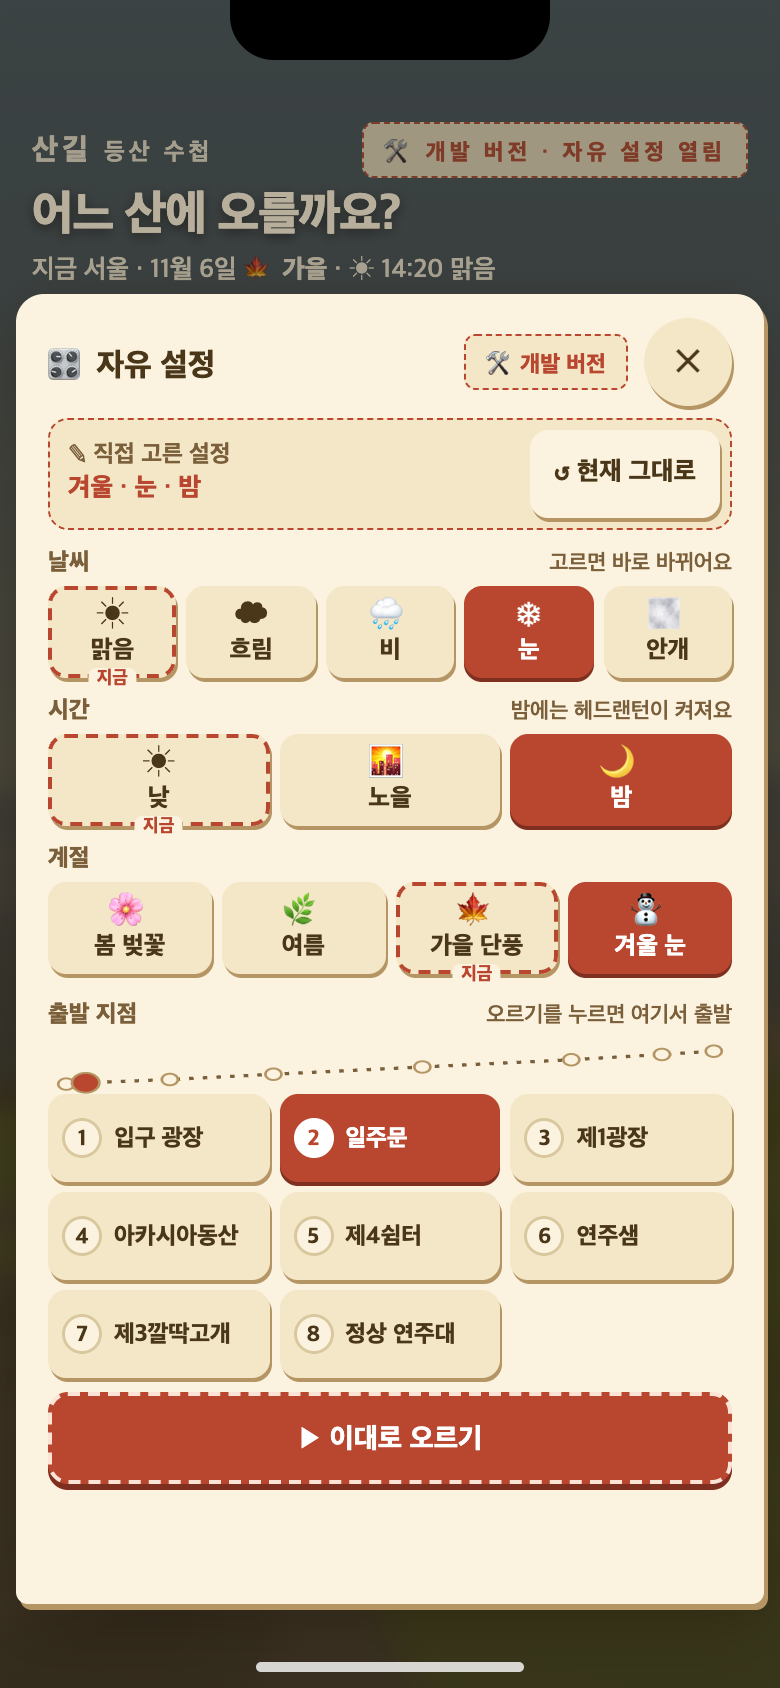 산길 등산 수첩
🛠 개발 버전 · 자유 설정 열림
어느 산에 오를까요?
지금 서울 · 11월 6일 🍁 가을 · ☀ 14:20 맑음
🎛 자유 설정
🛠 개발 버전
✕
✎ 직접 고른 설정
겨울 · 눈 · 밤
↺ 현재 그대로
날씨
고르면 바로 바뀌어요
맑음
지금
흐림
비
눈
안개
시간
밤에는 헤드랜턴이 켜져요
낮
지금
노을
밤
계절
봄 벚꽃
여름
가을 단풍
지금
겨울 눈
출발 지점
오르기를 누르면 여기서 출발
1 입구 광장
2 일주문
3 제1광장
4 아카시아동산
5 제4쉼터
6 연주샘
7 제3깔딱고개
8 정상 연주대
▶ 이대로 오르기